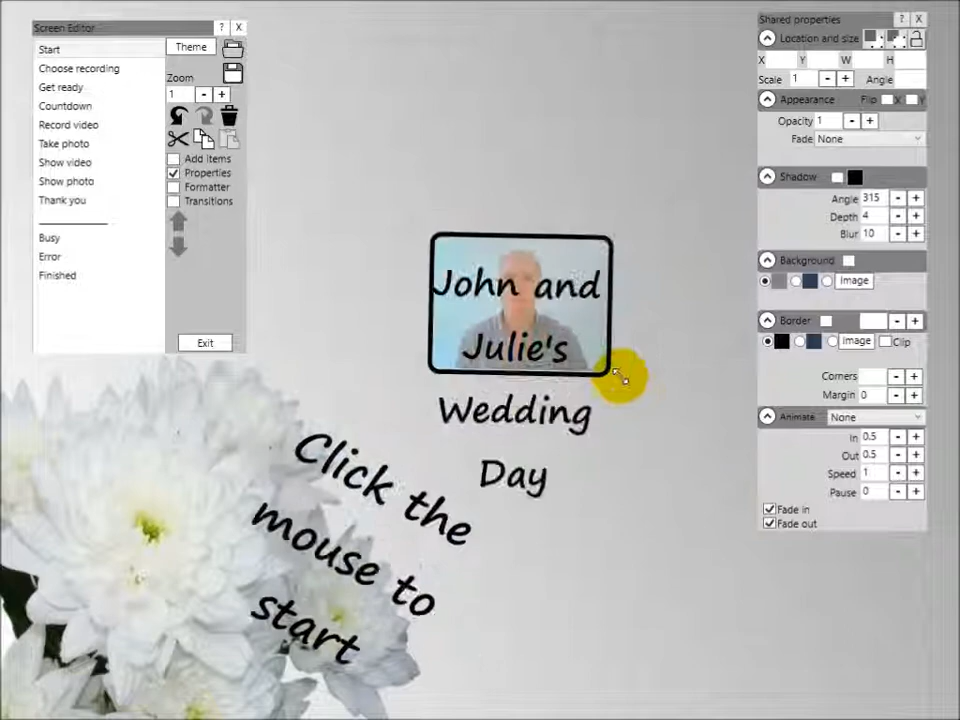 Screen Editor ? X
Start
Choose recording
Get ready
Countdown
Record video
Take photo
Show video
Show photo
Thank you
Busy
Error
Finished
Theme
Zoom
1 - +
Add items
Properties
Formatter
Transitions
Exit
John and
Julie's
Wedding
Day
Click the
mouse to
start
Shared properties ? X
Location and size
X Y W H
Scale 1 - + Angle
Appearance Flip X Y
Opacity 1 - +
Fade None
Shadow
Angle 315 - +
Depth 4 - +
Blur 10 - +
Background
Image
Border - +
Image Clip
Corners - +
Margin 0 - +
Animate None
In 0.5 - +
Out 0.5 - +
Speed 1 - +
Pause 0 - +
Fade in
Fade out